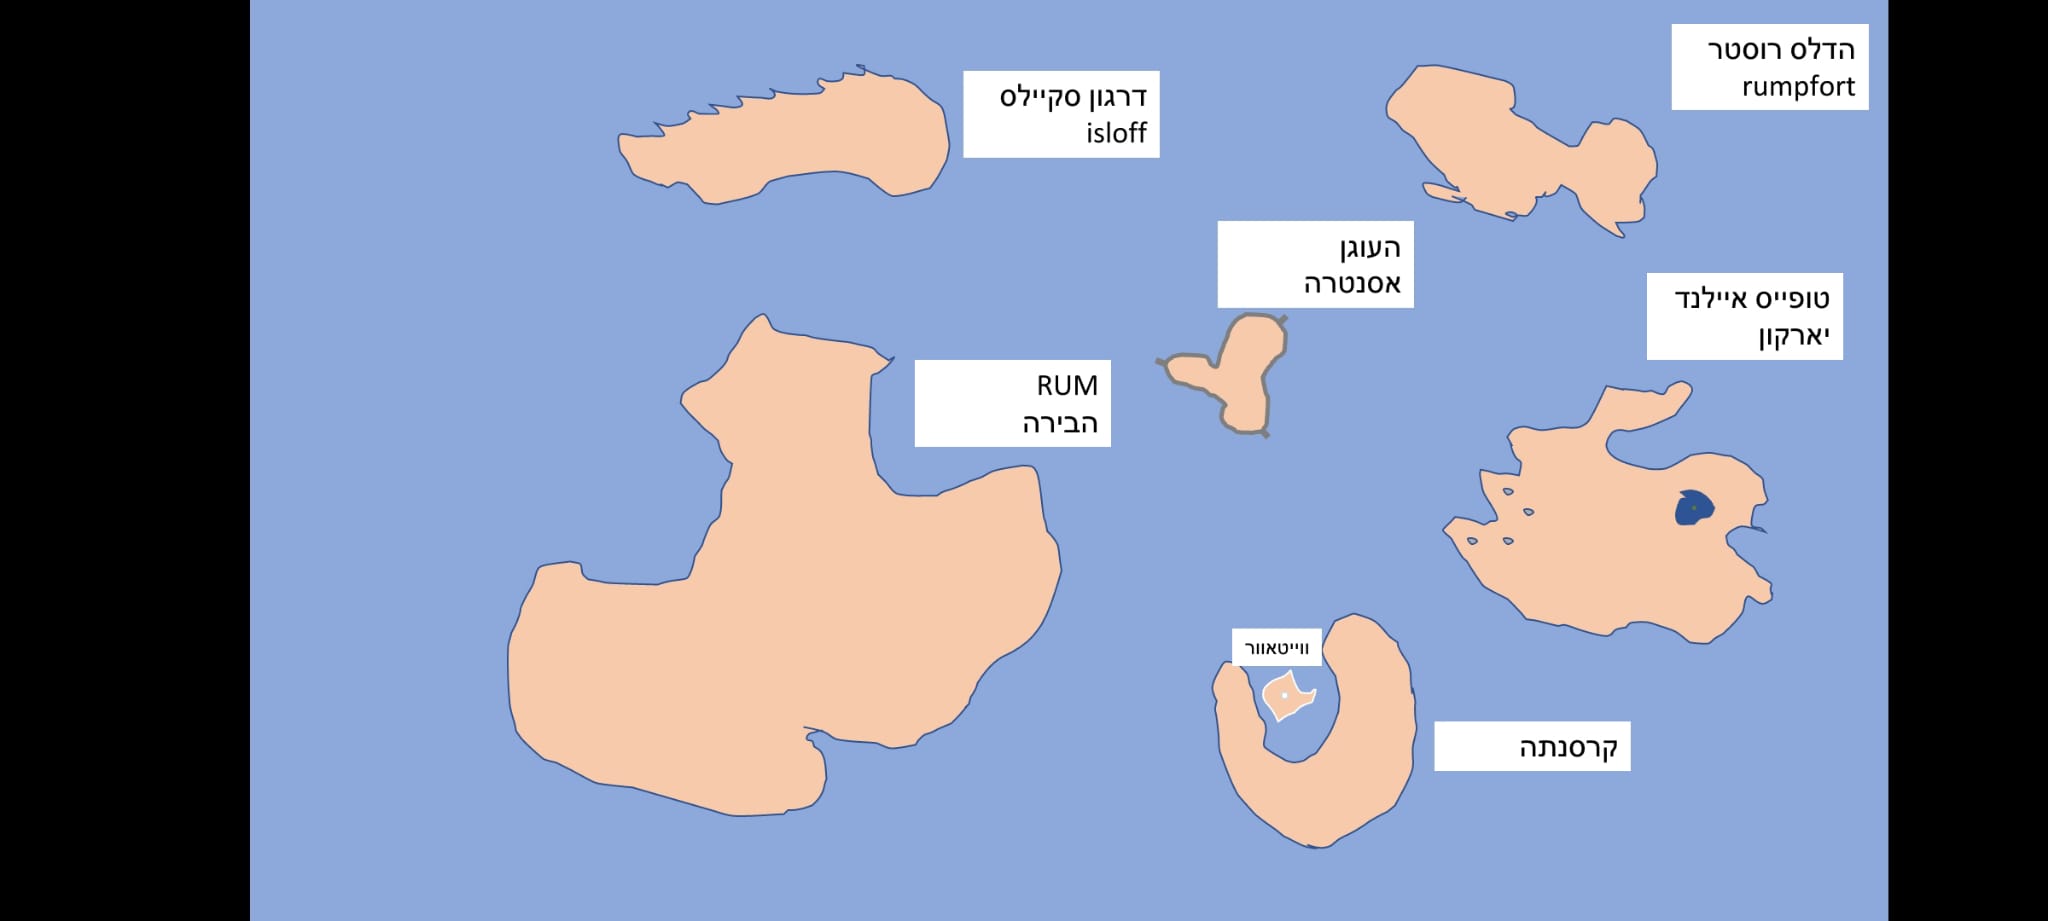 הדלס רוסטר
rumpfort
דרגון סקיילס
isloff
העוגן
אסנטרה
טופייס איילנד
יארקון
RUM
הבירה
ווייטאוור
קרסנתה